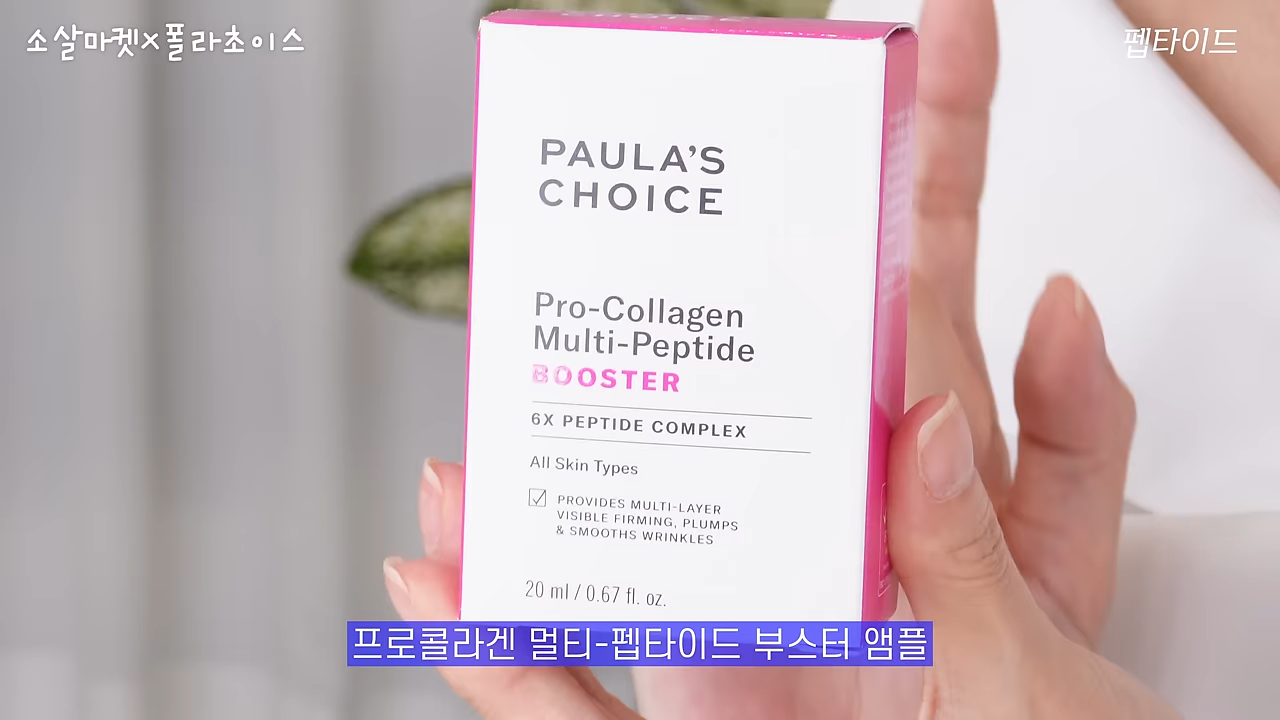 소살마켓X폴라초이스
펩타이드
PAULA'S
CHOICE
Pro-Collagen
Multi-Peptide
BOOSTER
6X PEPTIDE COMPLEX
All Skin Types
PROVIDES MULTI-LAYER
VISIBLE FIRMING, PLUMPS
& SMOOTHS WRINKLES
20 ml / 0.67 fl. oz.
프로콜라겐 멀티-펩타이드 부스터 앰플